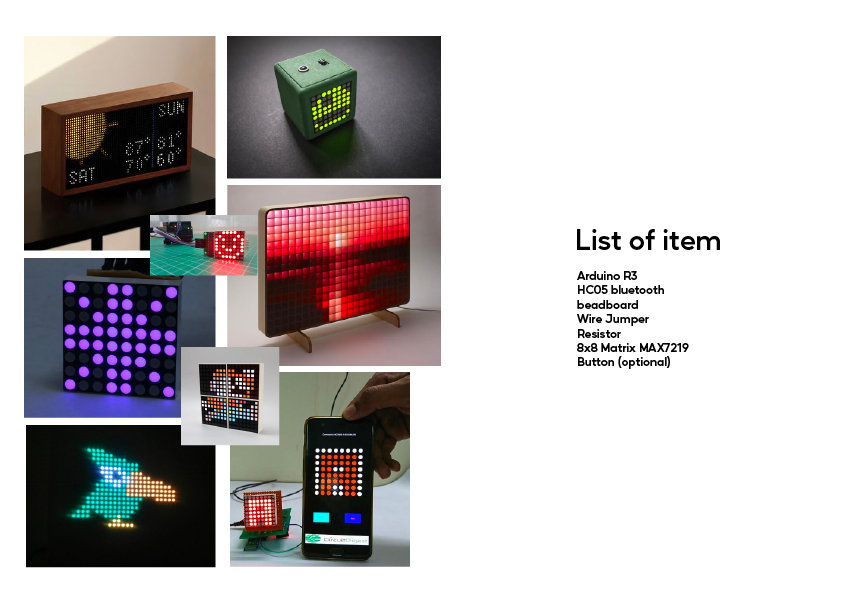 SUN
87° 81°
70° 60°
SAT
List of item
Arduino R3
HC05 bluetooth
beadboard
Wire Jumper
Resistor
8x8 Matrix MAX7219
Button (optional)